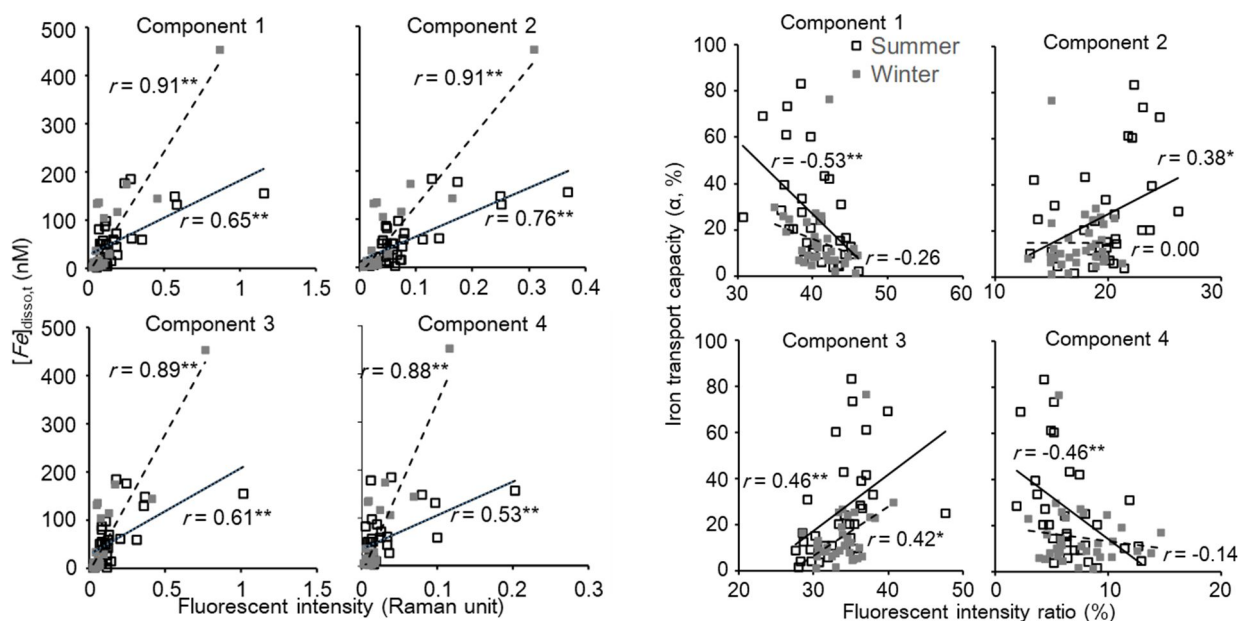 Component 1
Component 2
500
400
300
200
100
0
r = 0.91**
r = 0.65**
0
0.5
1
1.5
r = 0.91**
r = 0.76**
0
0.1
0.2
0.3
0.4
[Fe]disso,t (nM)
Component 3
Component 4
500
400
300
200
100
0
r = 0.89**
r = 0.61**
0
0.5
1
1.5
r = 0.88**
r = 0.53**
0
0.1
0.2
0.3
Fluorescent intensity (Raman unit)
Component 1
Summer
Winter
Component 2
100
80
60
40
20
0
r = -0.53**
r = -0.26
30
40
50
60
r = 0.38*
r = 0.00
10
20
30
Iron transport capacity (α, %)
Component 3
Component 4
100
80
60
40
20
0
r = 0.46**
r = 0.42*
20
30
40
50
r = -0.46**
r = -0.14
0
10
20
Fluorescent intensity ratio (%)